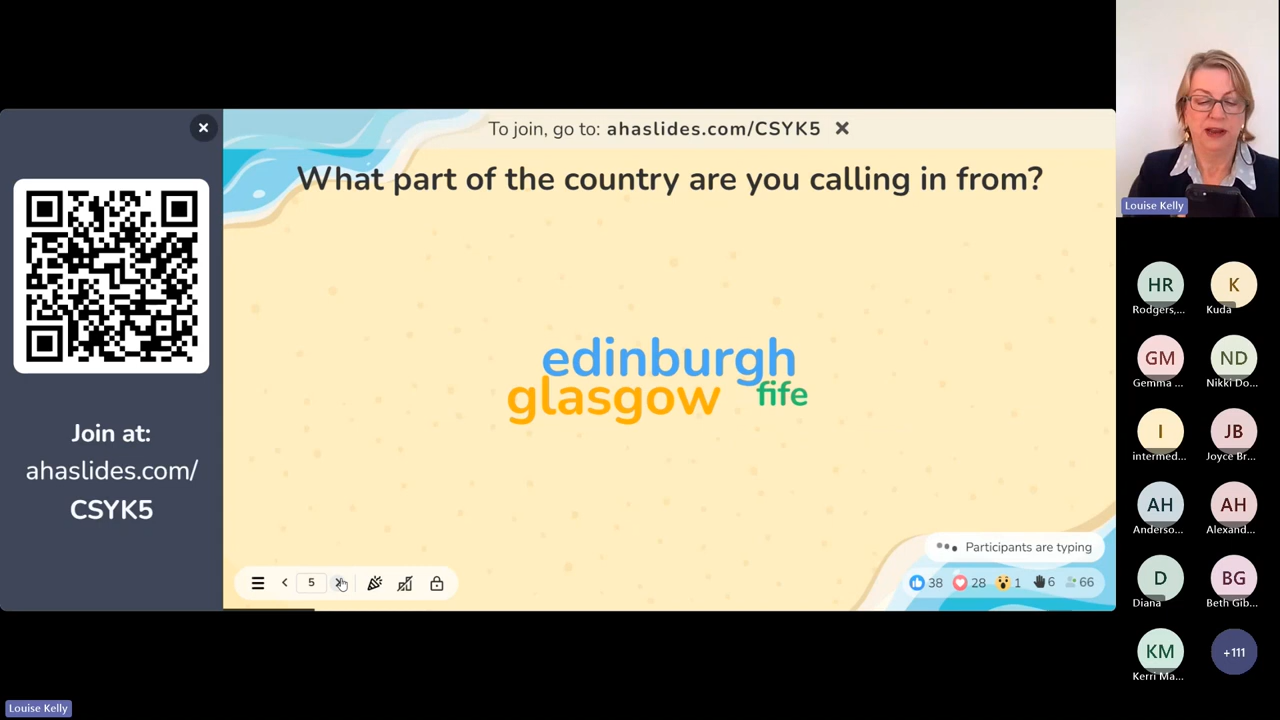 To join, go to: ahaslides.com/CSYK5
What part of the country are you calling in from?
edinburgh
glasgow
fife
Join at:
ahaslides.com/
CSYK5
Participants are typing
5
38
28
1
6
66
Louise Kelly
HR
Rodgers,...
K
Kuda
GM
Gemma ...
ND
Nikki Do...
I
intermed...
JB
Joyce Br...
AH
Anderso...
AH
Alexand...
D
Diana
BG
Beth Gib...
KM
Kerri Ma...
+111
Louise Kelly